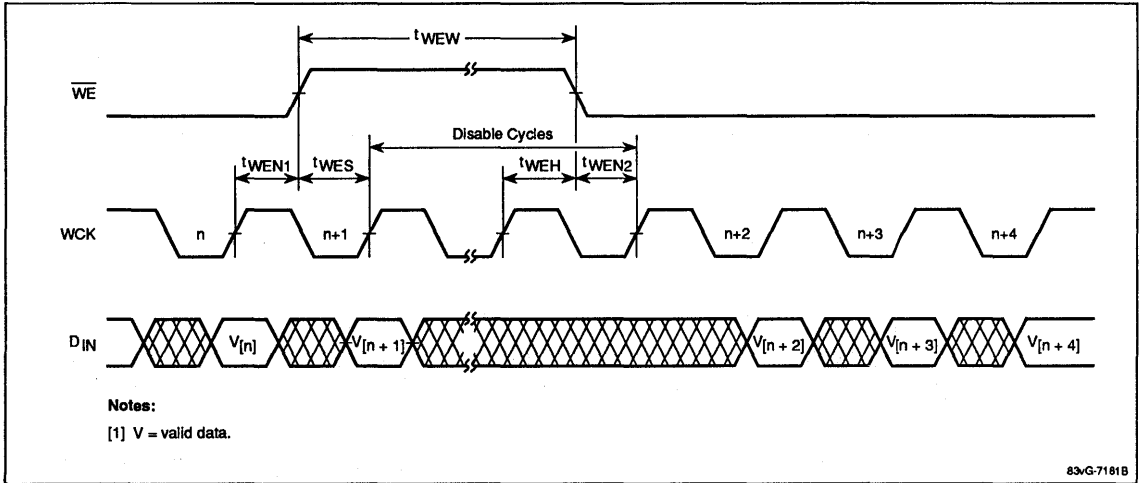 tWEW
WE
Disable Cycles
tWEN1 tWES tWEH tWEN2
WCK n n+1 n+2 n+3 n+4
DIN V[n] V[n + 1] V[n + 2] V[n + 3] V[n + 4]
Notes:
[1] V = valid data.
83vG-7181B